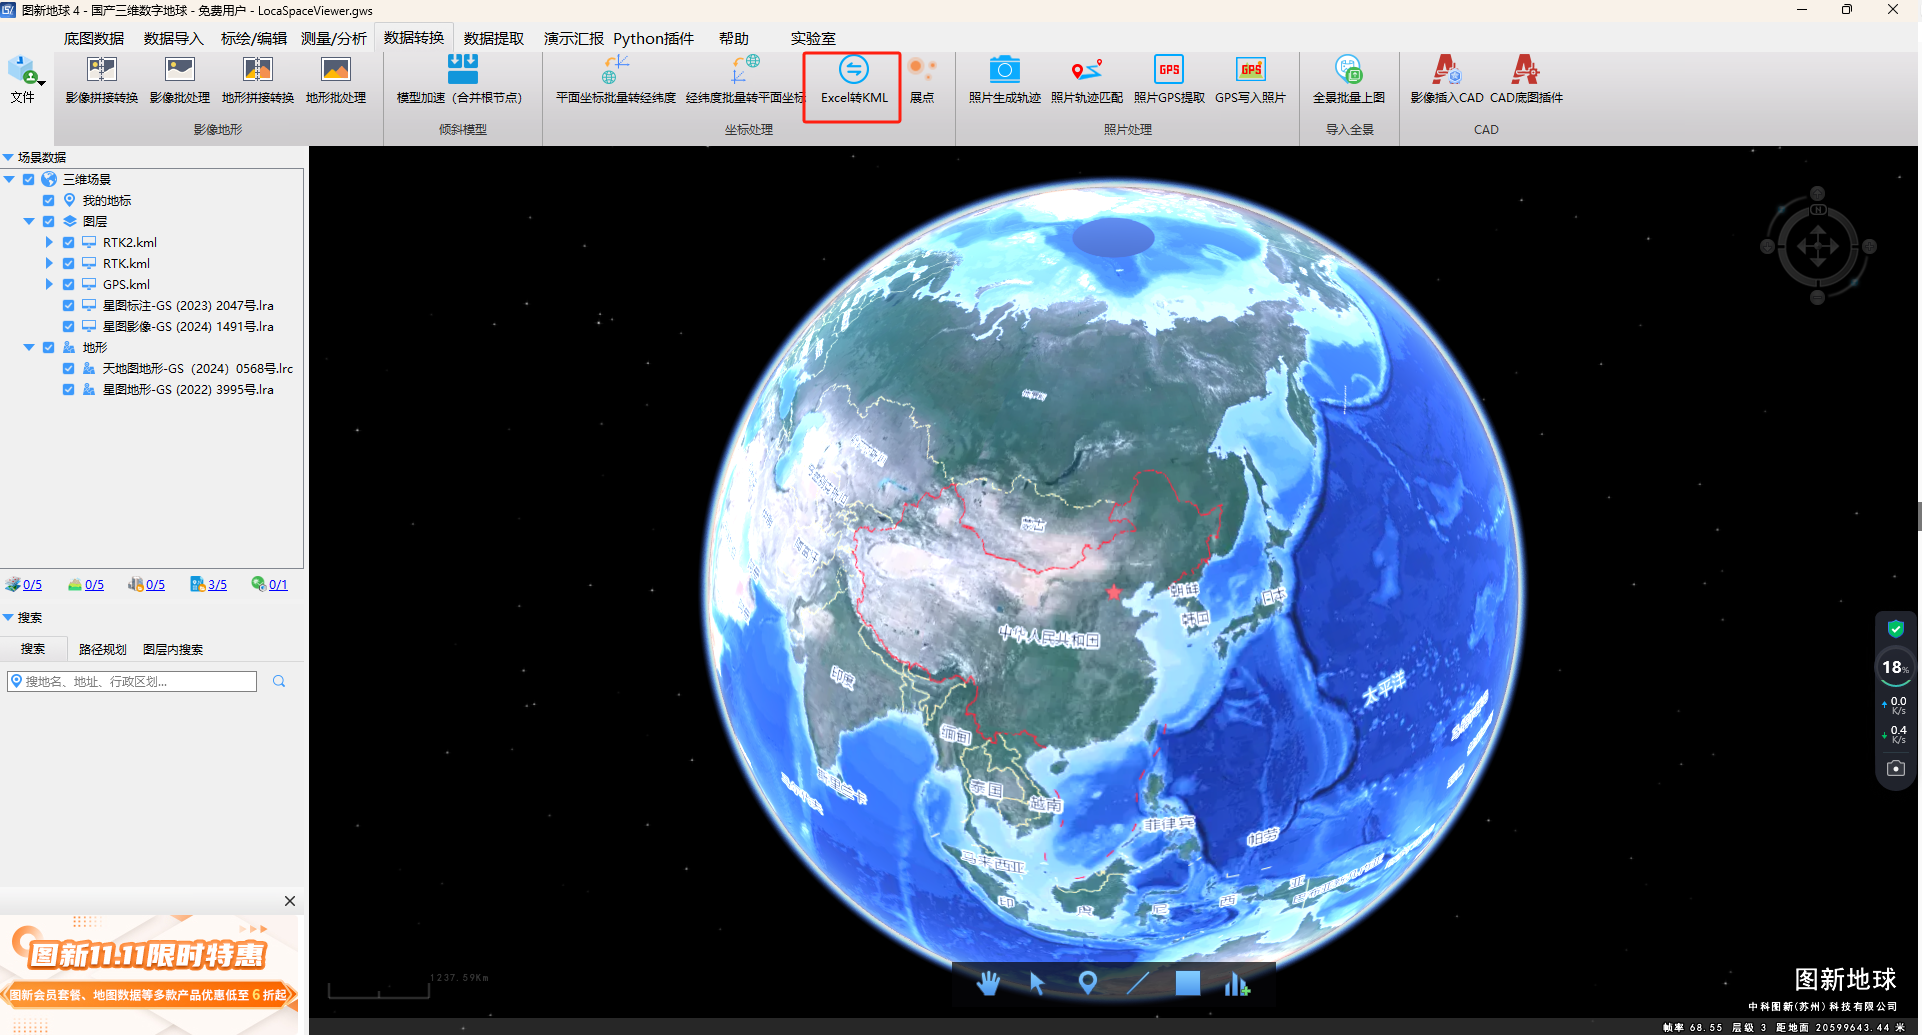 图新地球 4 - 国产三维数字地球 - 免费用户 - LocaSpaceViewer.gws
底图数据 数据导入 标绘/编辑 测量/分析 数据转换 数据提取 演示汇报 Python插件 帮助 实验室
文件 影像拼接转换 影像批处理 地形拼接转换 地形批处理 模型加速（合并根节点） 平面坐标批量转经纬度 经纬度批量转平面坐标 Excel转KML 展点 照片生成轨迹 照片轨迹匹配 照片GPS提取 GPS写入照片 全景批量上图 影像插入CAD CAD底图插件
影像地形 倾斜模型 坐标处理 照片处理 导入全景 CAD
场景数据
三维场景
我的地标
图层
RTK2.kml
RTK.kml
GPS.kml
星图标注-GS (2023) 2047号.lra
星图影像-GS (2024) 1491号.lra
地形
天地图地形-GS（2024）0568号.lrc
星图地形-GS (2022) 3995号.lra
0/5 0/5 0/5 3/5 0/1
搜索
搜索 路径规划 图层内搜索
搜地名、地址、行政区划...
图新11.11限时特惠
图新会员套餐、地图数据等多款产品优惠低至 6 折起
蒙古
朝鲜
韩国
日本
中华人民共和国
印度
缅甸
太平洋
斯里兰卡
泰国
越南
菲律宾
帕劳
马来西亚
印 度 尼 西 亚
1237.59Km
18%
0.0
K/s
0.4
K/s
图新地球
中科图新(苏州)科技有限公司
帧率 68.55 层级 3 距地面 20599643.44 米